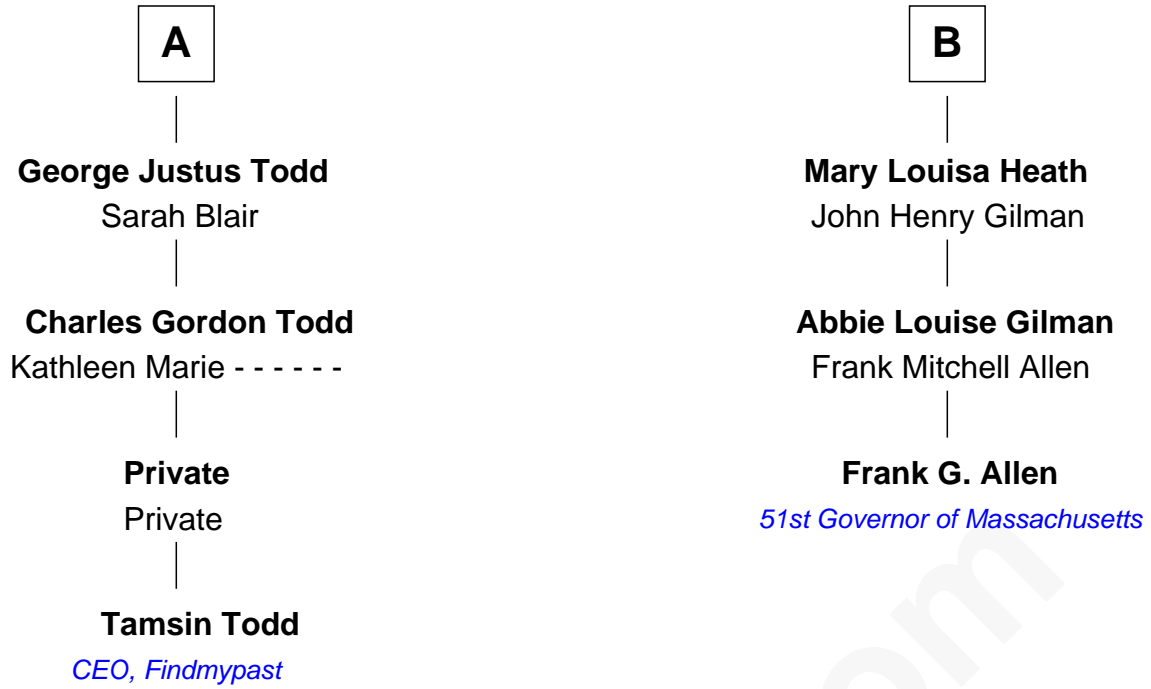 A
George Justus Todd
Sarah Blair
Charles Gordon Todd
Kathleen Marie - - - - - -
Private
Private
Tamsin Todd
CEO, Findmypast
B
Mary Louisa Heath
John Henry Gilman
Abbie Louise Gilman
Frank Mitchell Allen
Frank G. Allen
51st Governor of Massachusetts
om